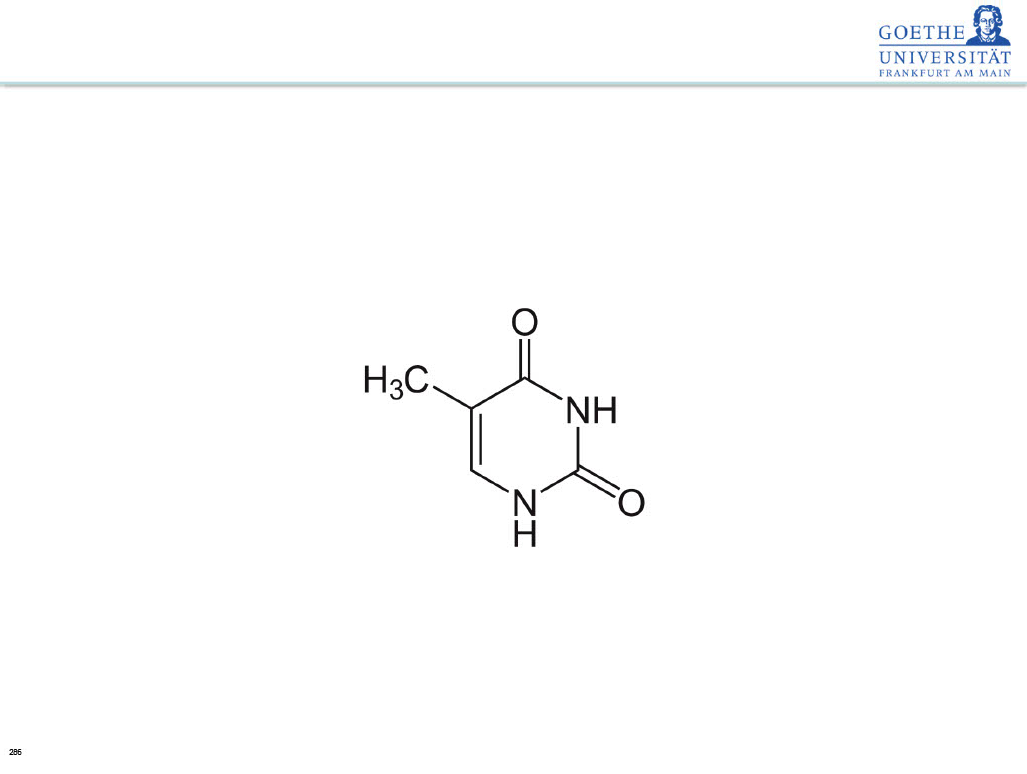 GOETHE
UNIVERSITÄT
FRANKFURT AM MAIN
O
H3C
NH
N
H
O
286